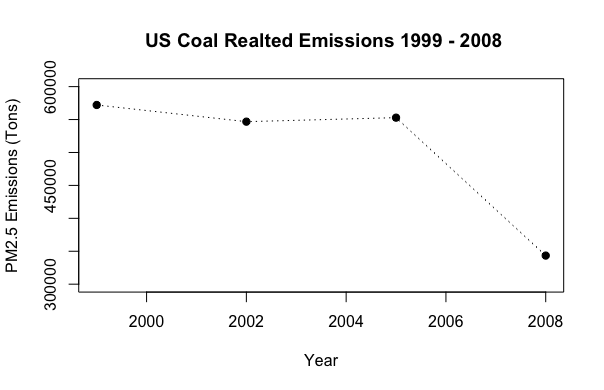 US Coal Realted Emissions 1999 - 2008
PM2.5 Emissions (Tons)
600000
450000
300000
2000 2002 2004 2006 2008
Year